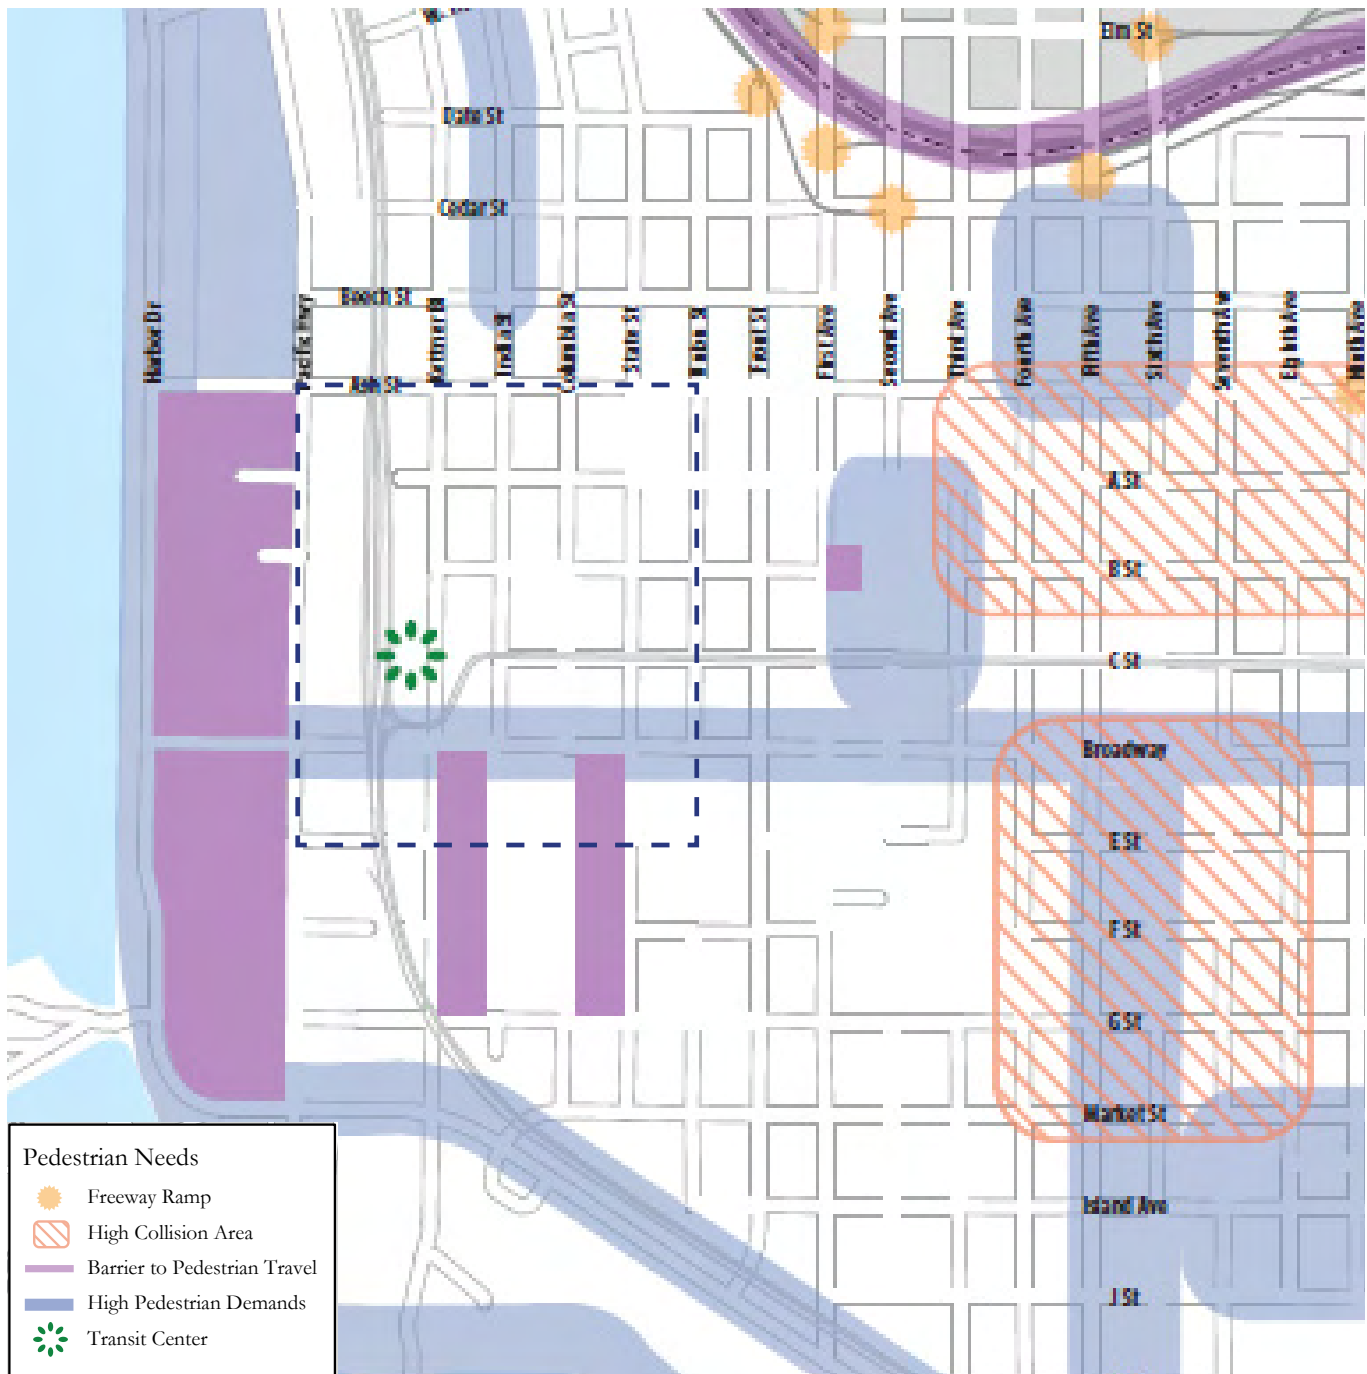 Elm St
Date St
Cedar St
Beech St
Harbor Dr
Pacific Hwy
Kettner Bl
India St
Columbia St
State St
Union St
Front St
First Ave
Second Ave
Third Ave
Fourth Ave
Fifth Ave
Sixth Ave
Seventh Ave
Eighth Ave
Ninth Ave
Ash St
A St
B St
C St
Broadway
E St
F St
G St
Market St
Island Ave
J St
Pedestrian Needs
Freeway Ramp
High Collision Area
Barrier to Pedestrian Travel
High Pedestrian Demands
Transit Center